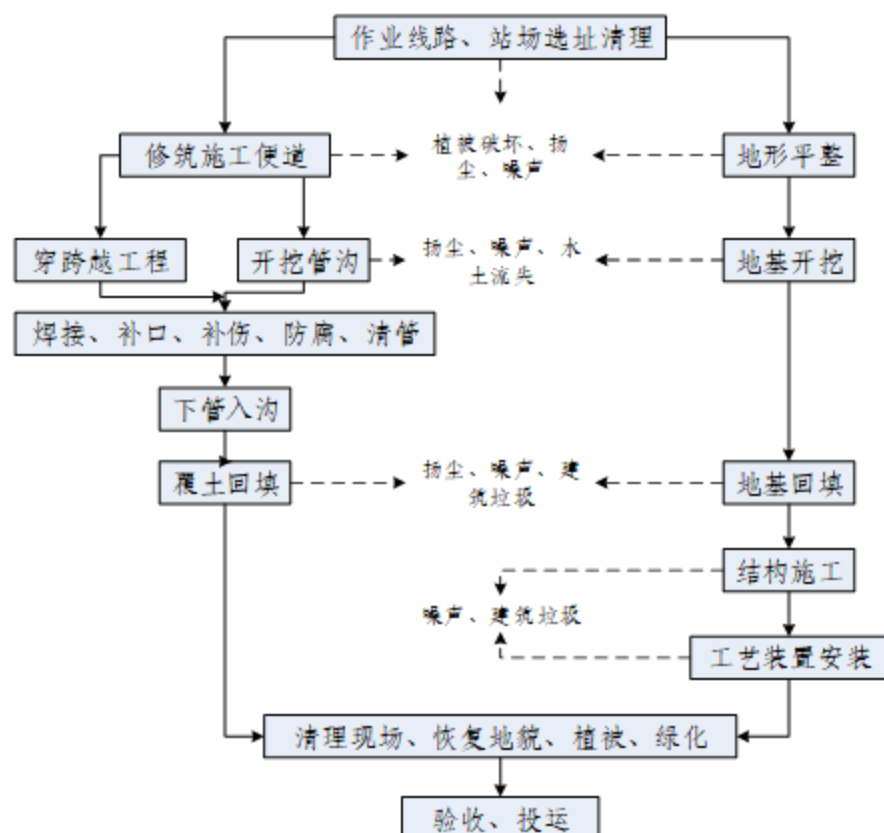 作业线路、站场选址清理
修筑施工便道
植被破坏、扬
尘、噪声
地形平整
穿跨越工程
开挖管沟
扬尘、噪声、水
土流失
地基开挖
焊接、补口、补伤、防腐、清管
下管入沟
覆土回填
扬尘、噪声、建
筑垃圾
地基回填
结构施工
噪声、建筑垃圾
工艺装置安装
清理现场、恢复地貌、植被、绿化
验收、投运